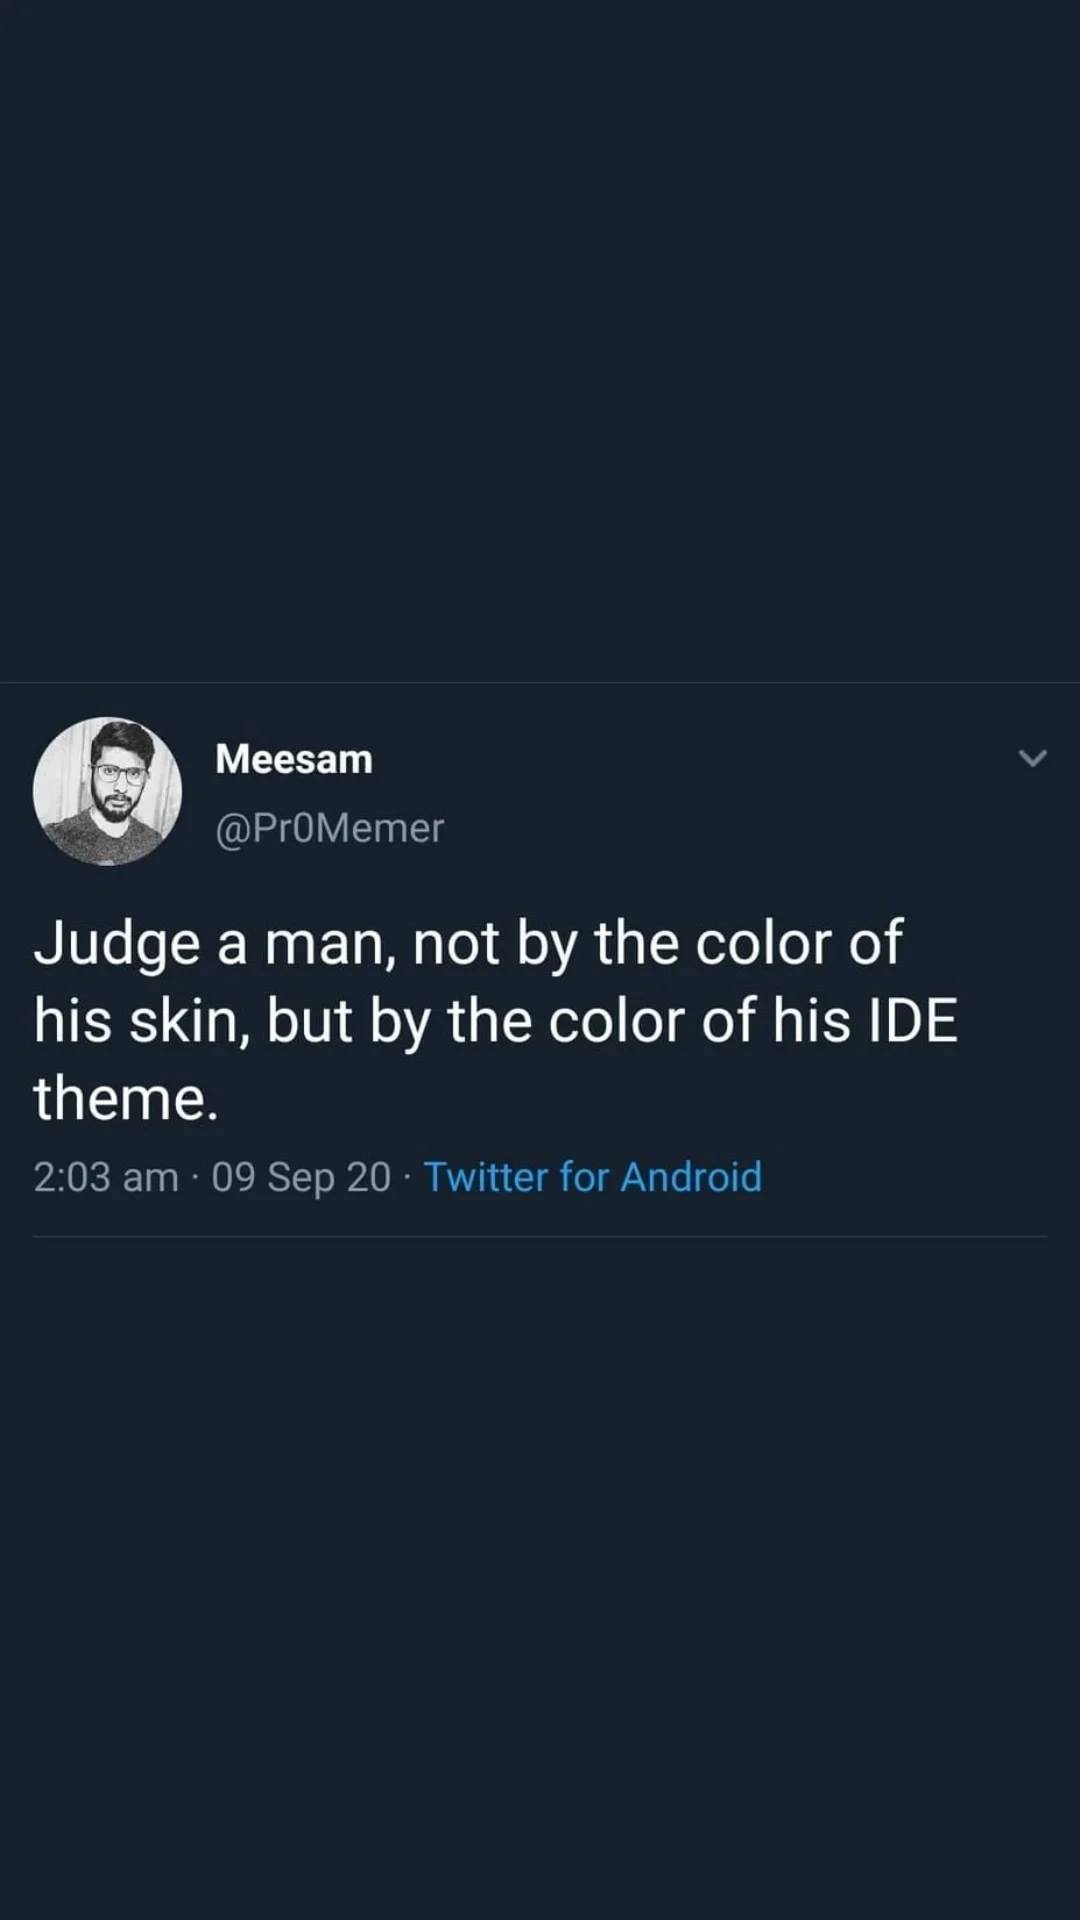 Meesam
@Pr0Memer
Judge a man, not by the color of
his skin, but by the color of his IDE
theme.
2:03 am · 09 Sep 20 · Twitter for Android